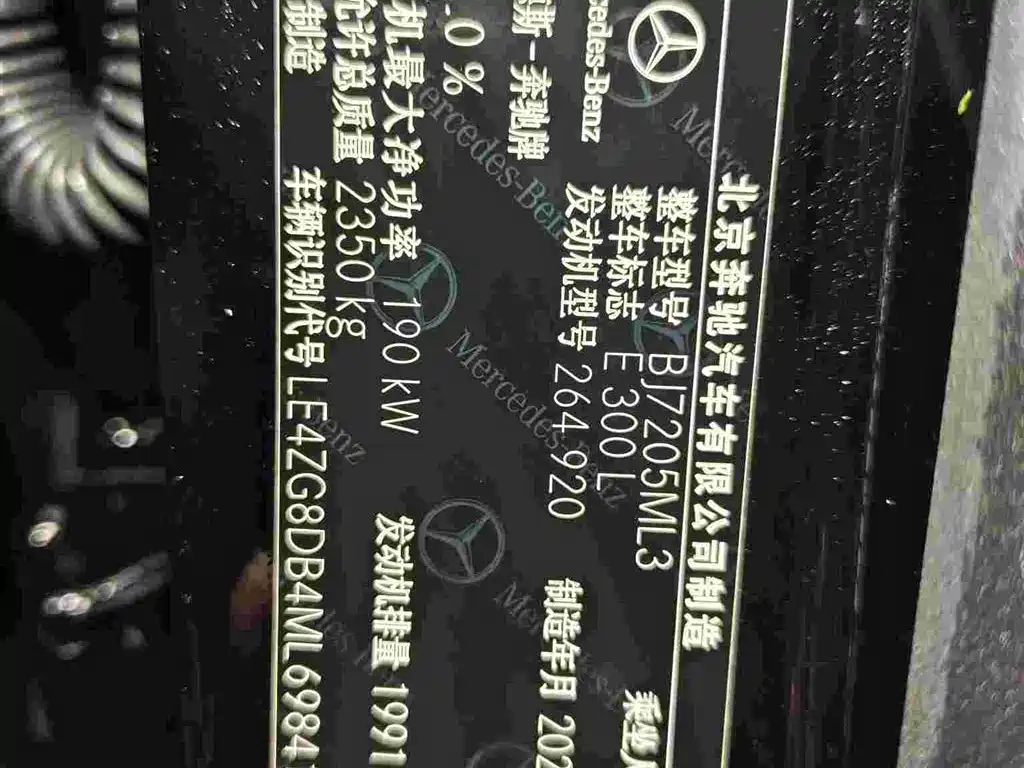 北京奔驰汽车有限公司制造
Mercedes-Benz
整车型号 BJ7205ML3
乘坐
整车标志 E 300 L
斯-奔驰牌
发动机型号 264 920
制造年月 202
.0 %
机最大净功率 190 kW
发动机排量 1991
允许总质量 2350 kg
制造
车辆识别代号 LE4ZG8DB4ML6984